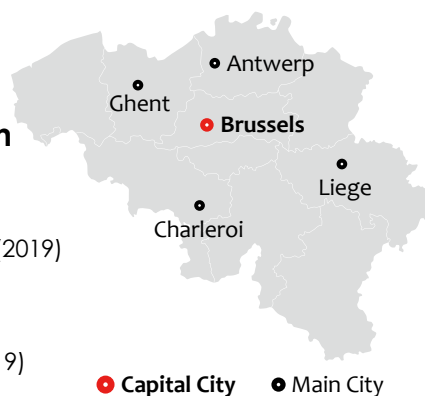 Antwerp
Ghent
Brussels
n
Liege
Charleroi
2019)
9)
Capital City
Main City